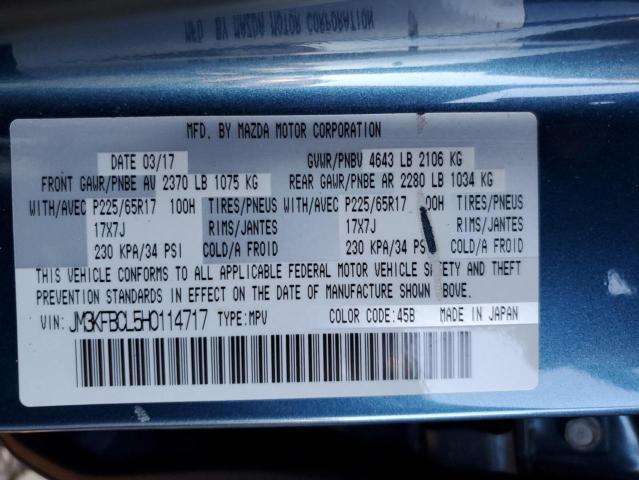 MFD. BY MAZDA MOTOR CORPORATION
DATE 03/17 GVWR/PNBV 4643 LB 2106 KG
FRONT GAWR/PNBE AV 2370 LB 1075 KG REAR GAWR/PNBE AR 2280 LB 1034 KG
WITH/AVEC P225/65R17 100H TIRES/PNEUS WITH/AVEC P225/65R17 100H TIRES/PNEUS
17X7J RIMS/JANTES 17X7J RIMS/JANTES
230 KPA/34 PSI COLD/A FROID 230 KPA/34 PSI COLD/A FROID
THIS VEHICLE CONFORMS TO ALL APPLICABLE FEDERAL MOTOR VEHICLE SAFETY AND THEFT
PREVENTION STANDARDS IN EFFECT ON THE DATE OF MANUFACTURE SHOWN ABOVE.
VIN: JM3KFBCL5H0114717 TYPE:MPV COLOR CODE:45B MADE IN JAPAN